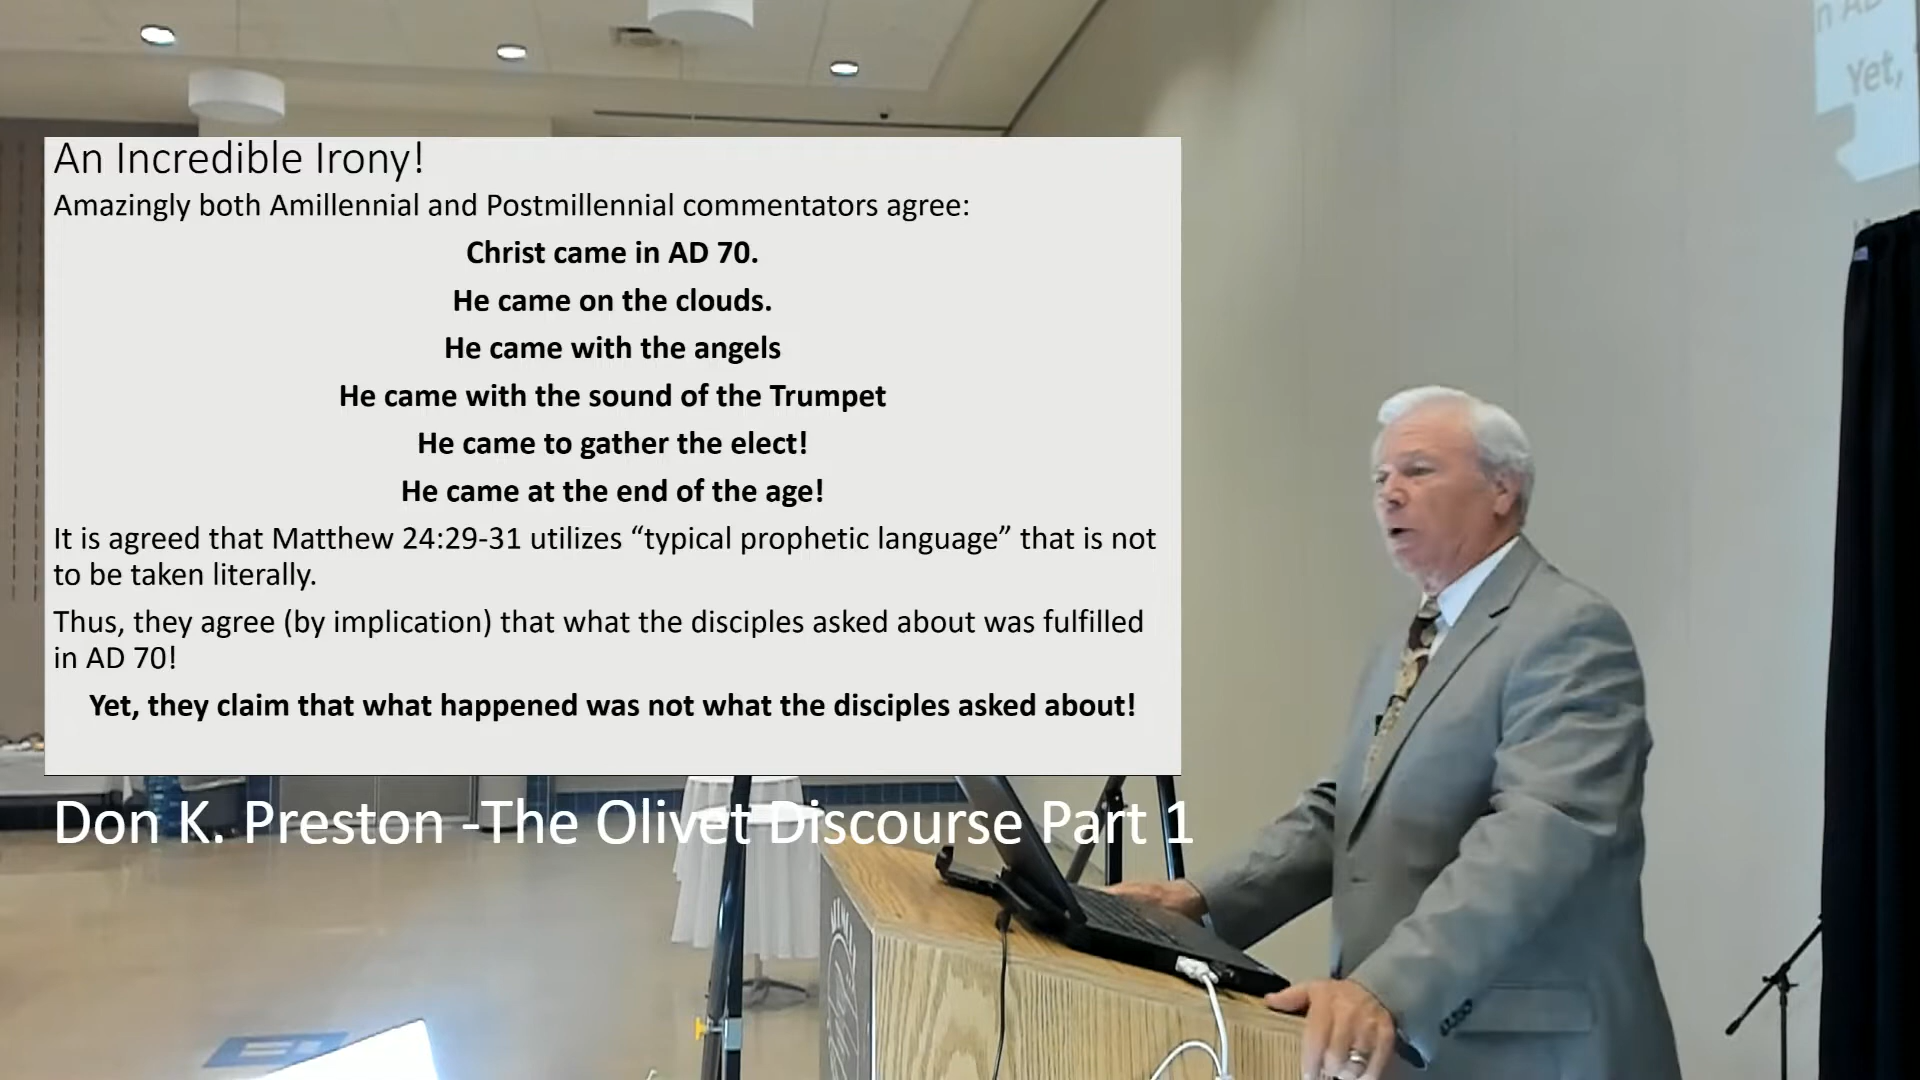 An Incredible Irony!
Amazingly both Amillennial and Postmillennial commentators agree:
Christ came in AD 70.
He came on the clouds.
He came with the angels
He came with the sound of the Trumpet
He came to gather the elect!
He came at the end of the age!
It is agreed that Matthew 24:29-31 utilizes “typical prophetic language” that is not
to be taken literally.
Thus, they agree (by implication) that what the disciples asked about was fulfilled
in AD 70!
Yet, they claim that what happened was not what the disciples asked about!
Don K. Preston -The Olivet Discourse Part 1
n AD
Yet,